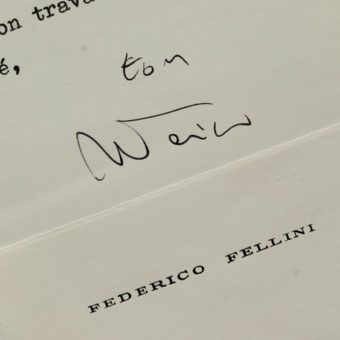 on trava
é, ton
FEDERICO FELLINI